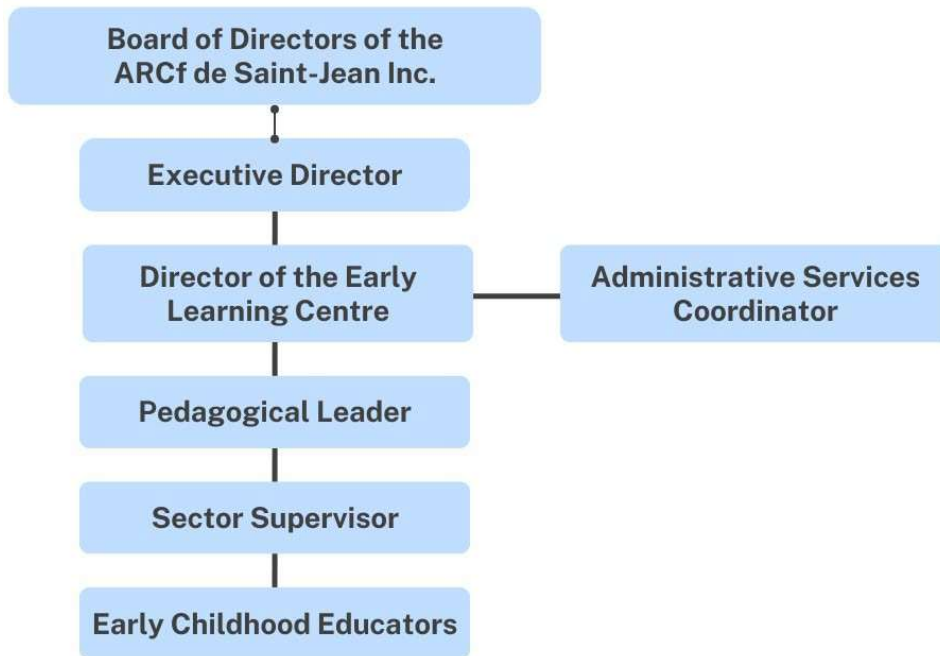 Board of Directors of the
ARCf de Saint-Jean Inc.
Executive Director
Director of the Early
Learning Centre
Administrative Services
Coordinator
Pedagogical Leader
Sector Supervisor
Early Childhood Educators